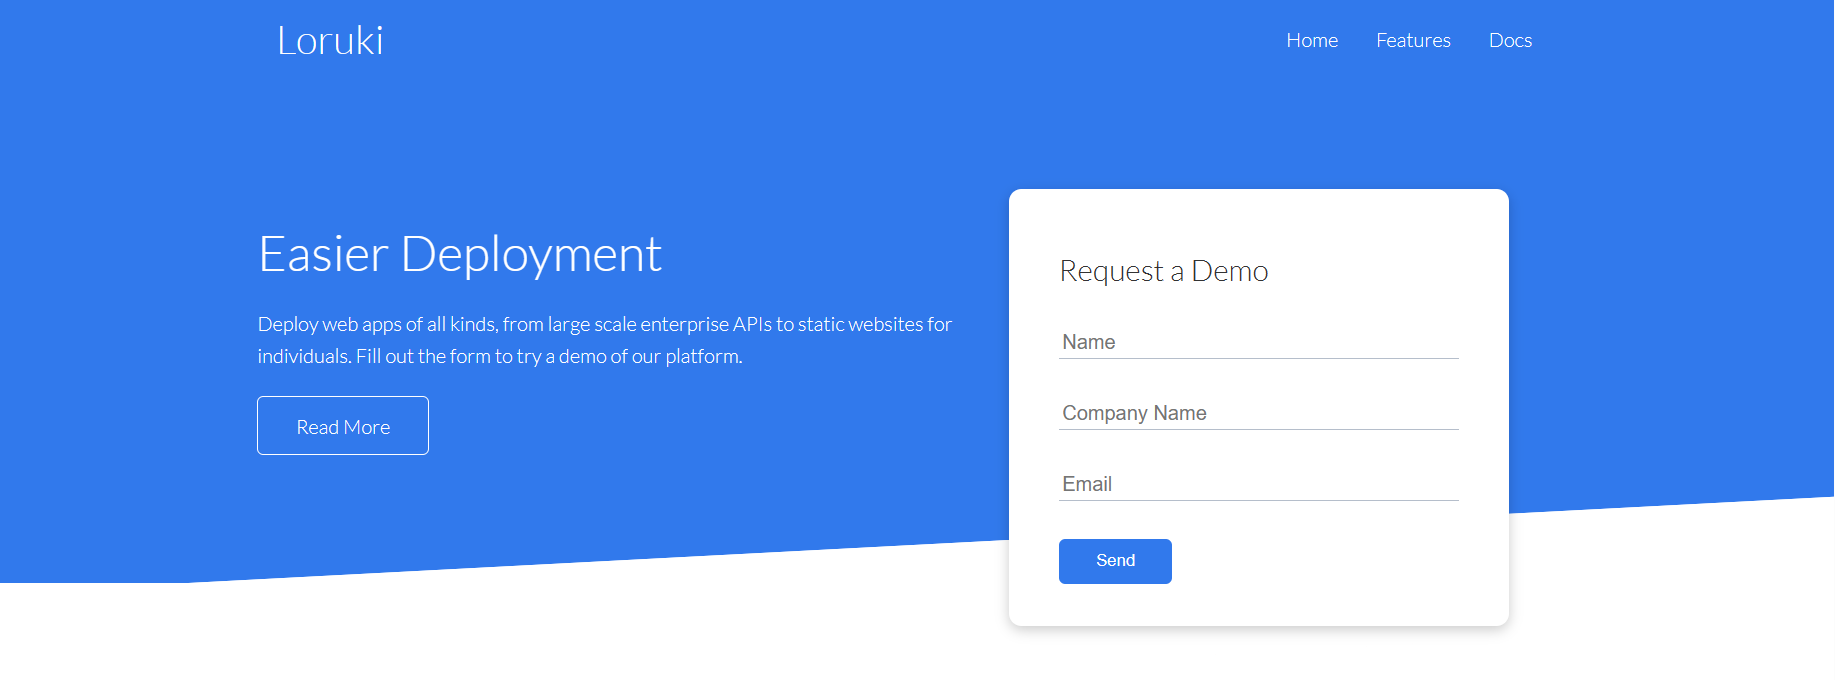 Loruki
Home
Features
Docs
Easier Deployment
Deploy web apps of all kinds, from large scale enterprise APIs to static websites for
individuals. Fill out the form to try a demo of our platform.
Read More
Request a Demo
Name
Company Name
Email
Send